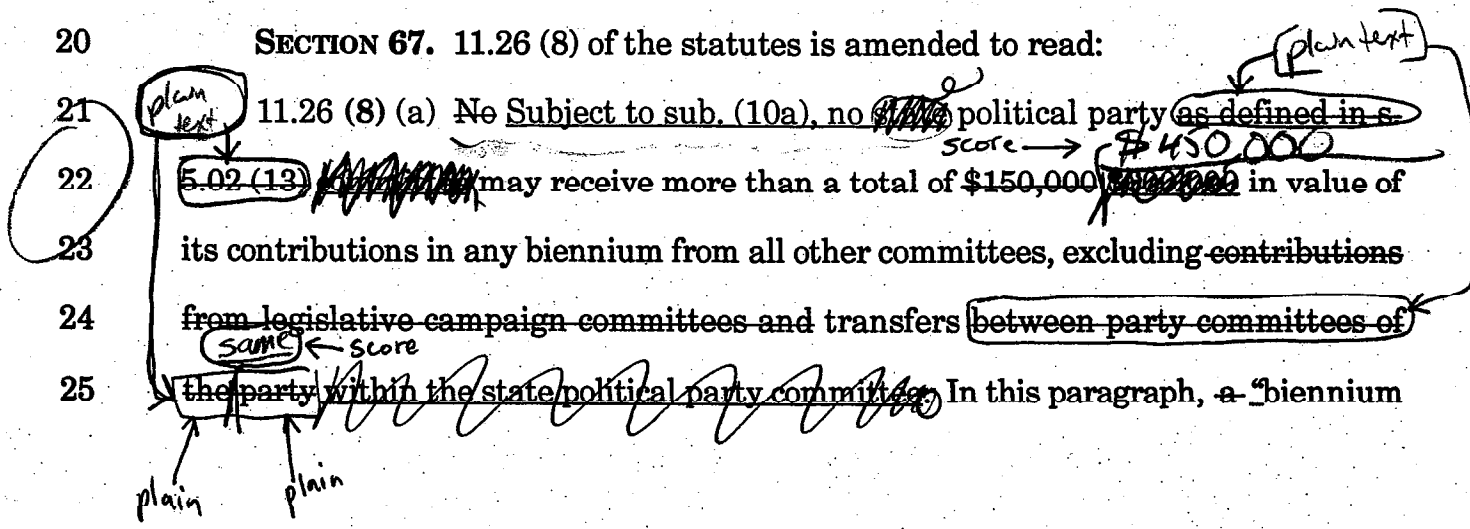 20 SECTION 67. 11.26 (8) of the statutes is amended to read:
plain text
plain text
21 11.26 (8) (a) No Subject to sub. (10a), no political party as defined in s.
score → $450,000
22 5.02 (13) may receive more than a total of $150,000 in value of
23 its contributions in any biennium from all other committees, excluding contributions
24 from legislative campaign committees and transfers between party committees of
same ← score
25 the party within the state political party committee. In this paragraph, a "biennium
plain plain